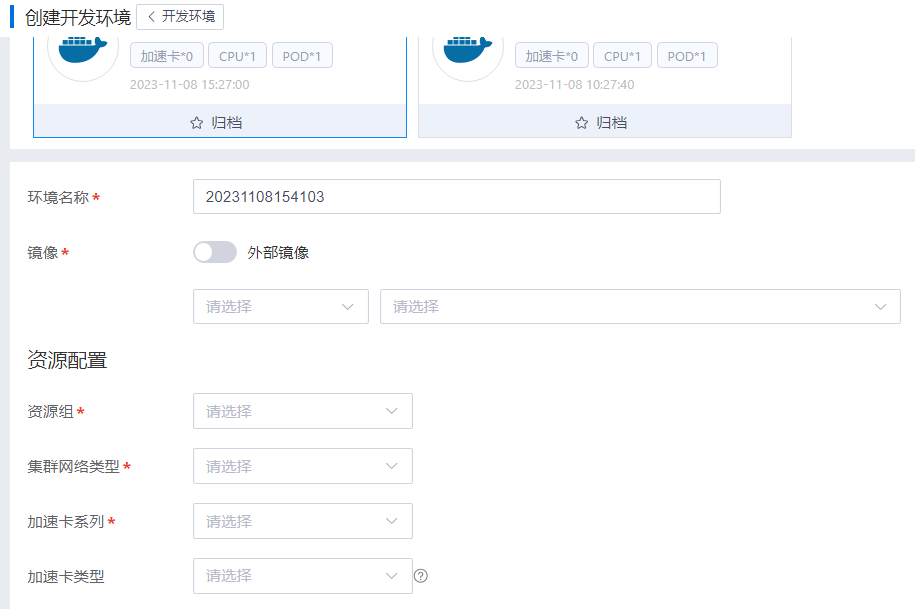 创建开发环境 开发环境
加速卡*0 CPU*1 POD*1 加速卡*0 CPU*1 POD*1
2023-11-08 15:27:00 2023-11-08 10:27:40
归档 归档
环境名称* 20231108154103
镜像* 外部镜像
请选择 请选择
资源配置
资源组* 请选择
集群网络类型* 请选择
加速卡系列* 请选择
加速卡类型 请选择 ?